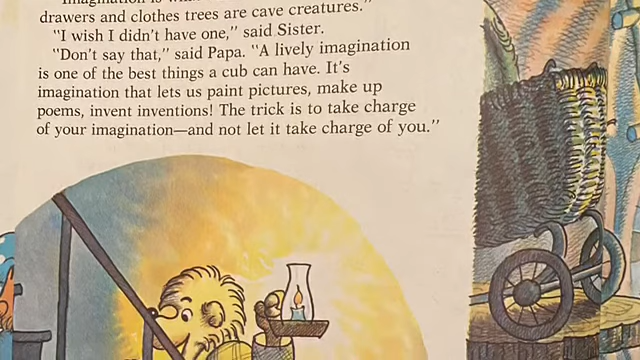 drawers and clothes trees are cave creatures."
"I wish I didn't have one," said Sister.
"Don't say that," said Papa. "A lively imagination
is one of the best things a cub can have. It's
imagination that lets us paint pictures, make up
poems, invent inventions! The trick is to take charge
of your imagination—and not let it take charge of you."